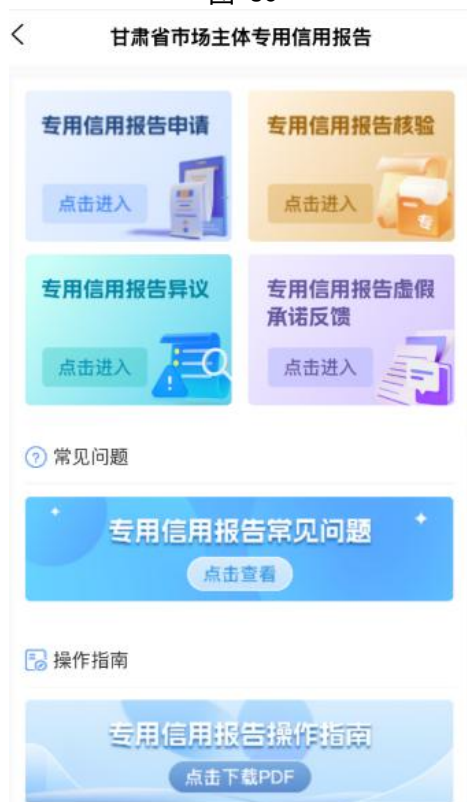 甘肃省市场主体专用信用报告
专用信用报告申请
点击进入
专用信用报告核验
点击进入
专
专用信用报告异议
点击进入
专用信用报告虚假
承诺反馈
点击进入
常见问题
专用信用报告常见问题
点击查看
操作指南
专用信用报告操作指南
点击下载PDF